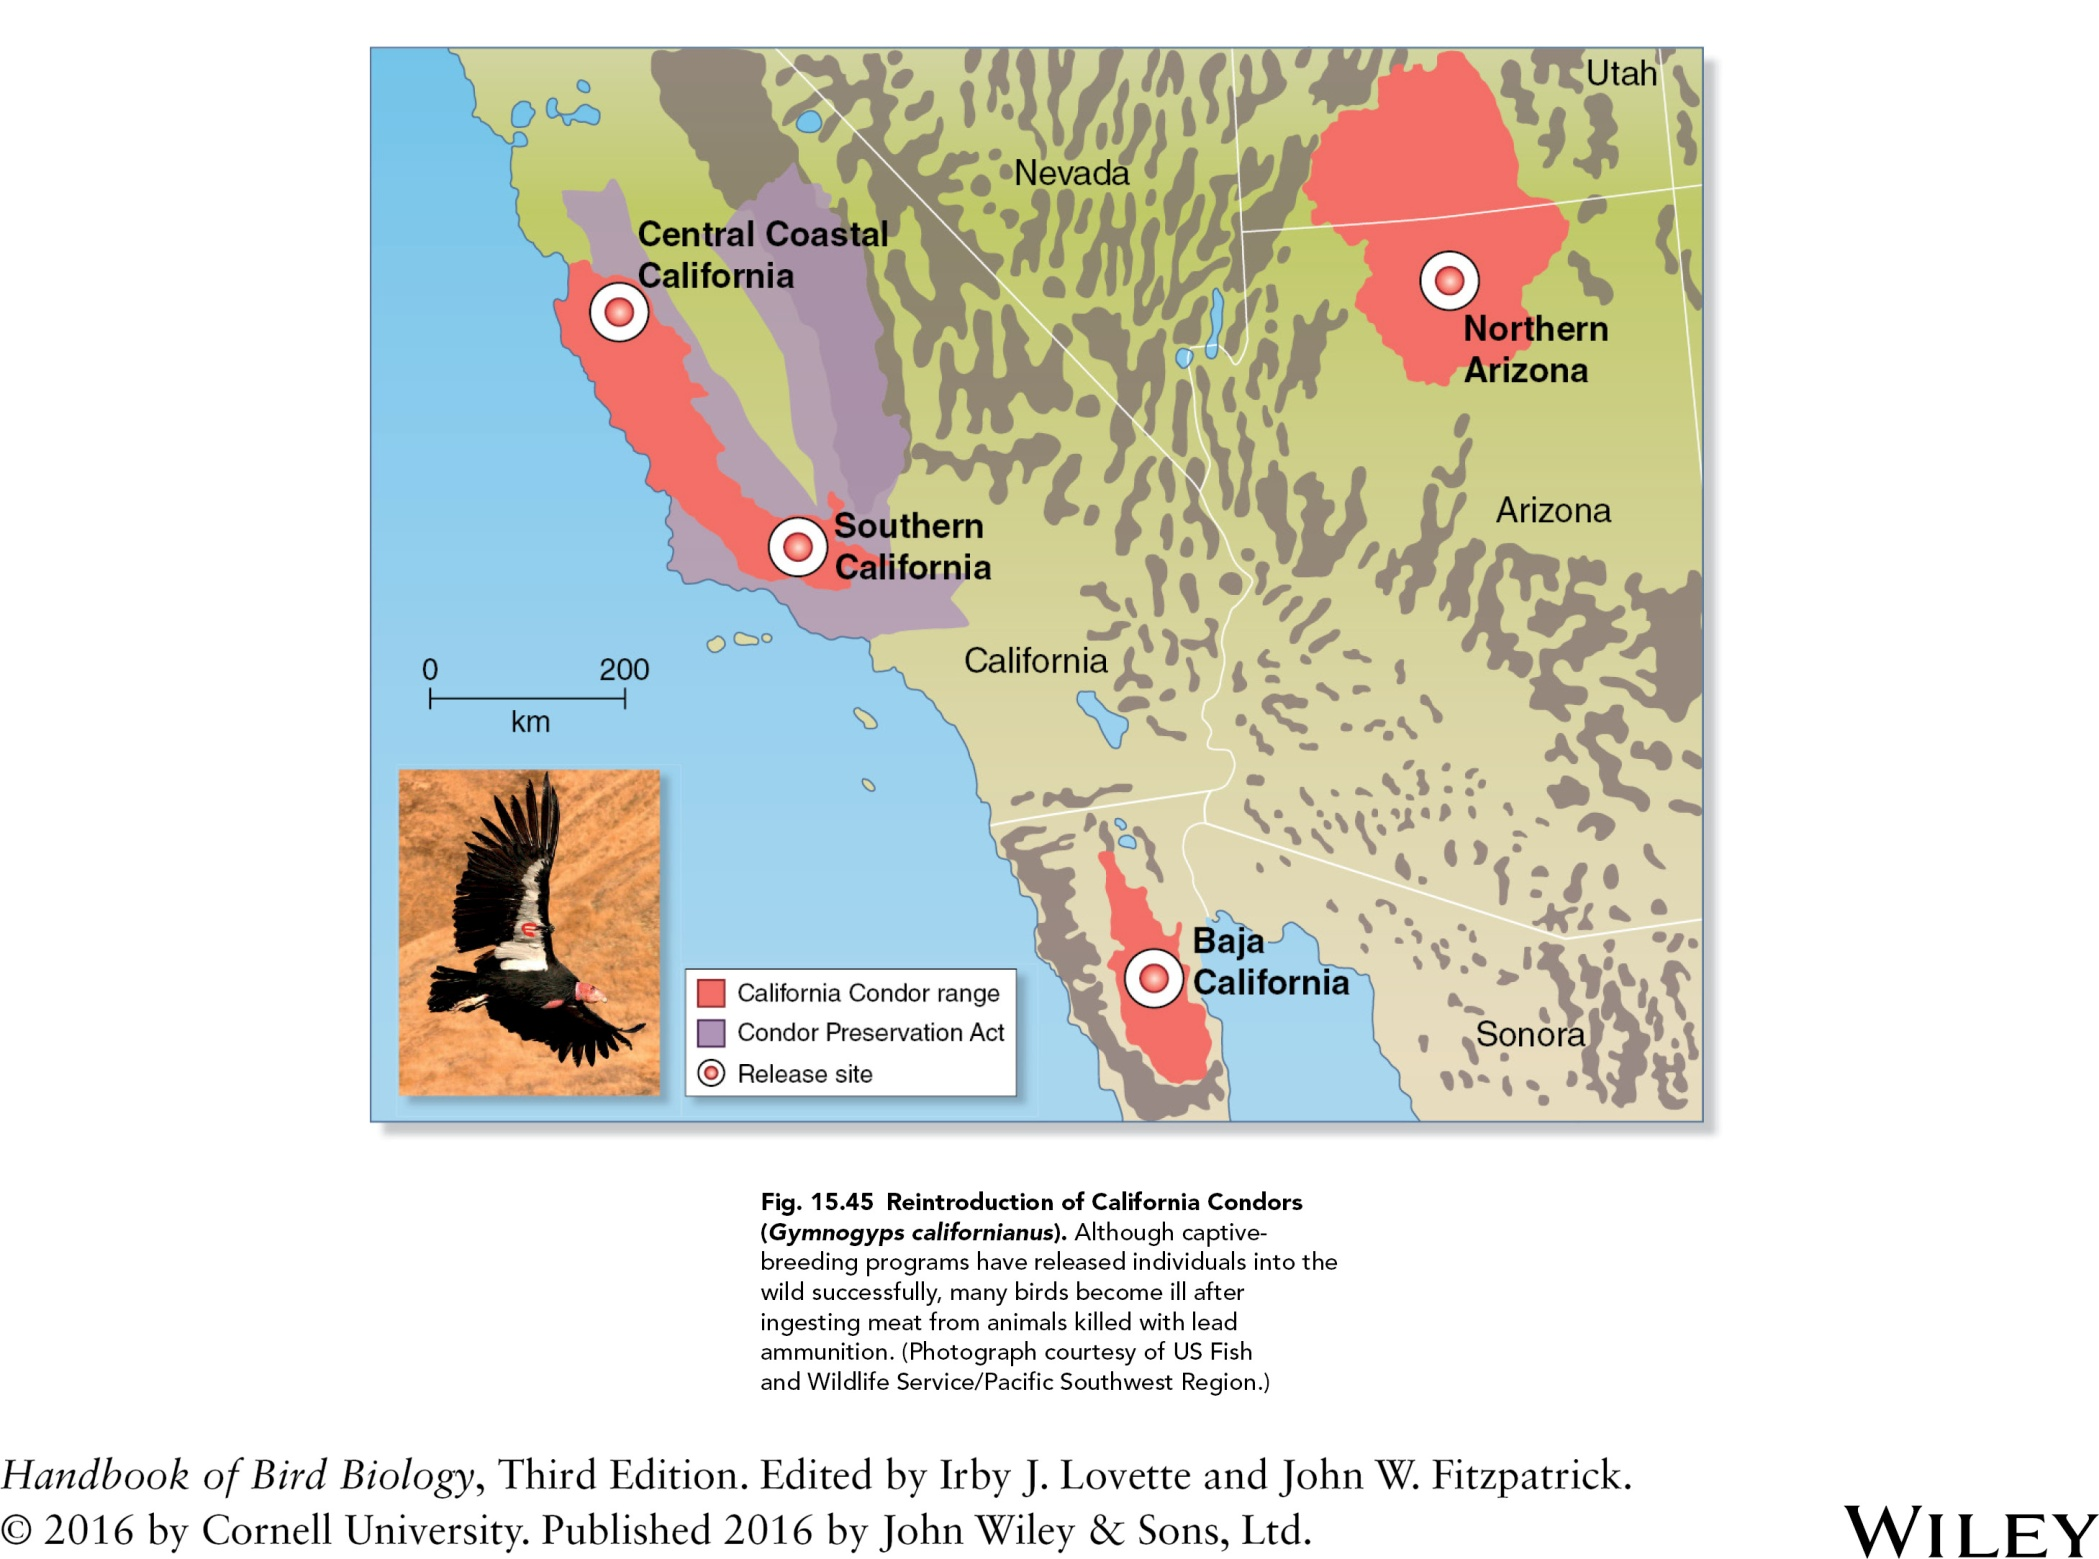 Utah
Nevada
Central Coastal
California
Northern
Arizona
Arizona
Southern
California
California
0 200
km
Baja
California
Sonora
California Condor range
Condor Preservation Act
Release site
Fig. 15.45 Reintroduction of California Condors
(Gymnogyps californianus). Although captive-
breeding programs have released individuals into the
wild successfully, many birds become ill after
ingesting meat from animals killed with lead
ammunition. (Photograph courtesy of US Fish
and Wildlife Service/Pacific Southwest Region.)
Handbook of Bird Biology, Third Edition. Edited by Irby J. Lovette and John W. Fitzpatrick.
© 2016 by Cornell University. Published 2016 by John Wiley & Sons, Ltd.
WILEY